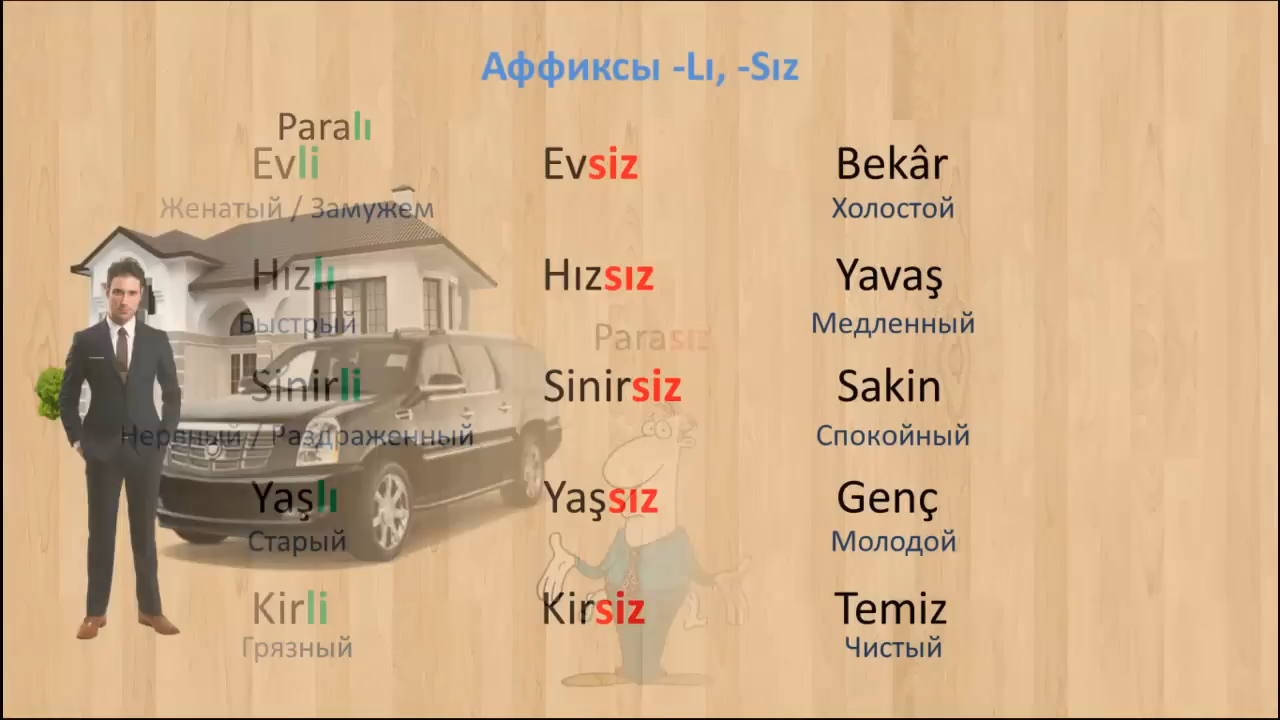 Аффиксы -Lı, -Sız
Paralı
Evli Evsiz Bekâr
Женатый / Замужем Холостой
Hızlı Hızsız Yavaş
Быстрый Медленный
Parasız
Sinirli Sinirsiz Sakin
Нервный / Раздраженный Спокойный
Yaşlı Yaşsız Genç
Старый Молодой
Kirli Kirsiz Temiz
Грязный Чистый